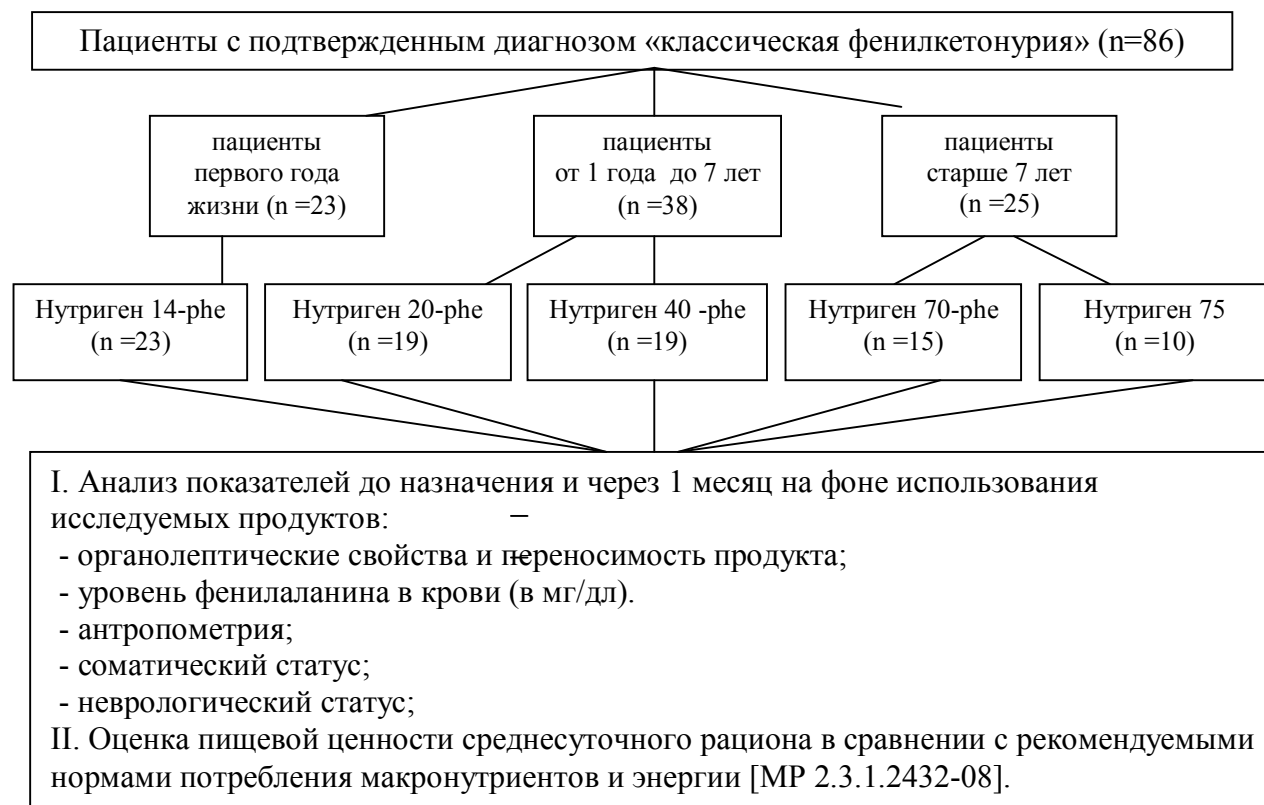 Пациенты с подтвержденным диагнозом «классическая фенилкетонурия» (n=86)
пациенты
первого года
жизни (n =23)
пациенты
от 1 года до 7 лет
(n =38)
пациенты
старше 7 лет
(n =25)
Нутриген 14-phe
(n =23)
Нутриген 20-phe
(n =19)
Нутриген 40 -phe
(n =19)
Нутриген 70-phe
(n =15)
Нутриген 75
(n =10)
I. Анализ показателей до назначения и через 1 месяц на фоне использования
исследуемых продуктов:
- органолептические свойства и переносимость продукта;
- уровень фенилаланина в крови (в мг/дл).
- антропометрия;
- соматический статус;
- неврологический статус;
II. Оценка пищевой ценности среднесуточного рациона в сравнении с рекомендуемыми
нормами потребления макронутриентов и энергии [МР 2.3.1.2432-08].